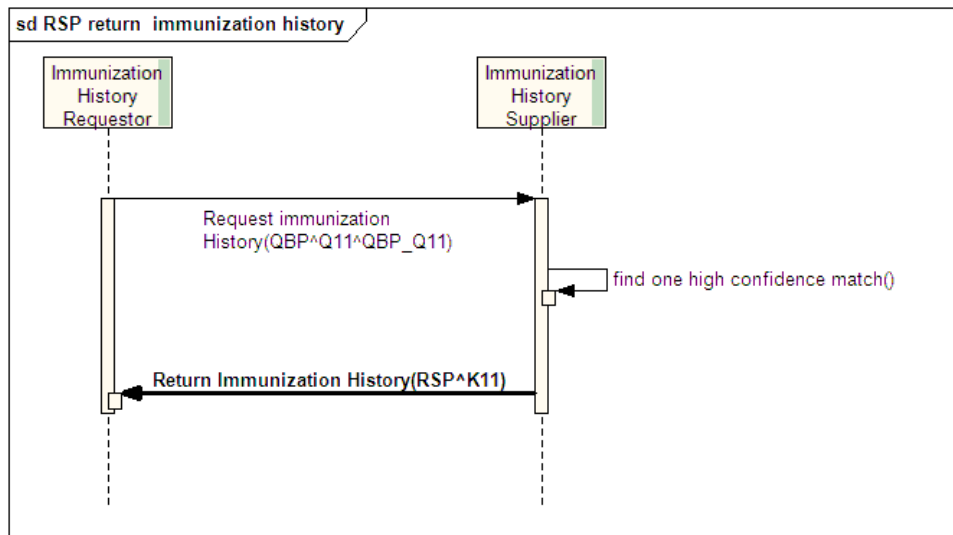 sd RSP return  immunization history
Immunization
History
Requestor
Immunization
History
Supplier
Request immunization
History(QBP^Q11^QBP_Q11)
find one high confidence match()
Return Immunization History(RSP^K11)